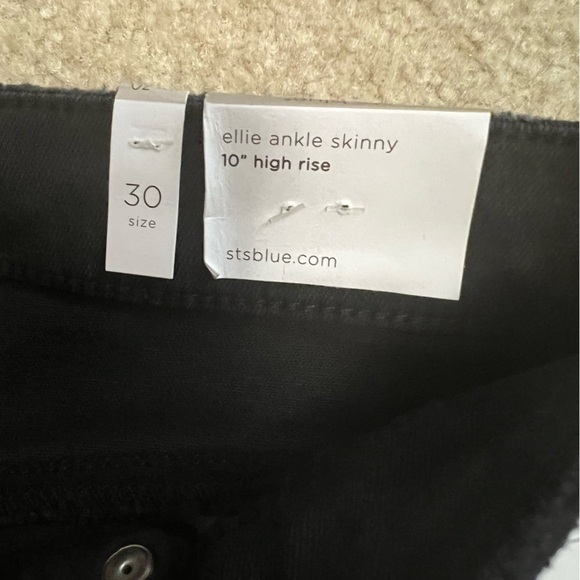 30
size
ellie ankle skinny
10" high rise
stsblue.com